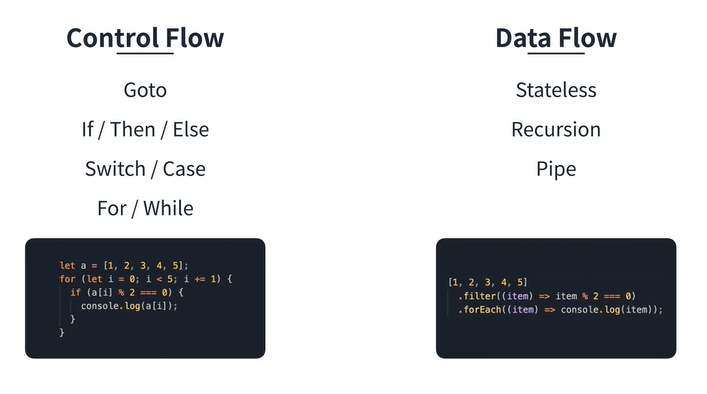 Control Flow
Goto
If / Then / Else
Switch / Case
For / While
let a = [1, 2, 3, 4, 5];
for (let i = 0; i < 5; i += 1) {
  if (a[i] % 2 === 0) {
    console.log(a[i]);
  }
}
Data Flow
Stateless
Recursion
Pipe
[1, 2, 3, 4, 5]
  .filter((item) => item % 2 === 0)
  .forEach((item) => console.log(item));